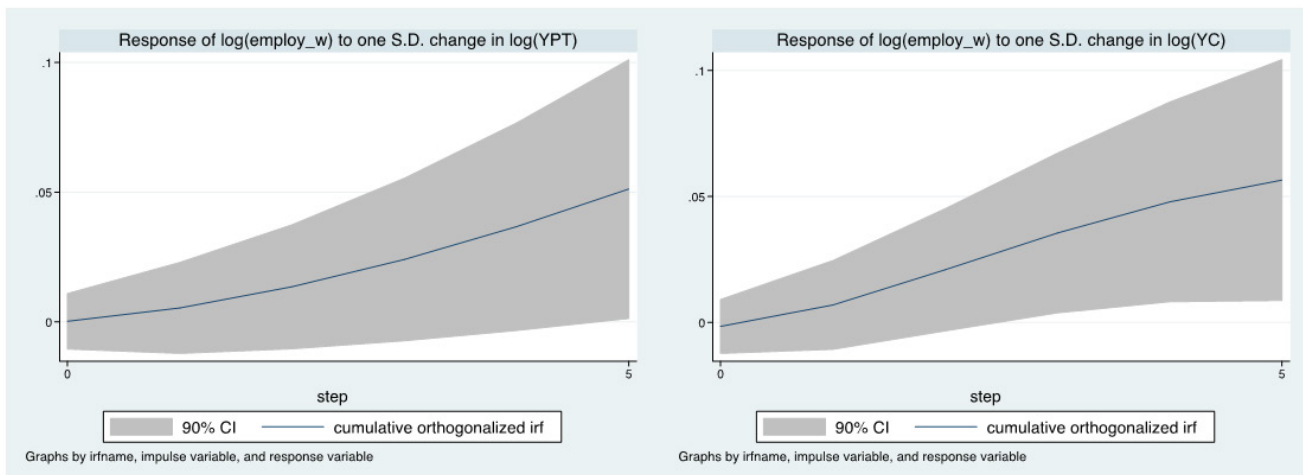 Response of log(employ_w) to one S.D. change in log(YPT)
.1
.05
0
0
5
step
90% CI
cumulative orthogonalized irf
Graphs by irfname, impulse variable, and response variable
Response of log(employ_w) to one S.D. change in log(YC)
.1
.05
0
0
5
step
90% CI
cumulative orthogonalized irf
Graphs by irfname, impulse variable, and response variable